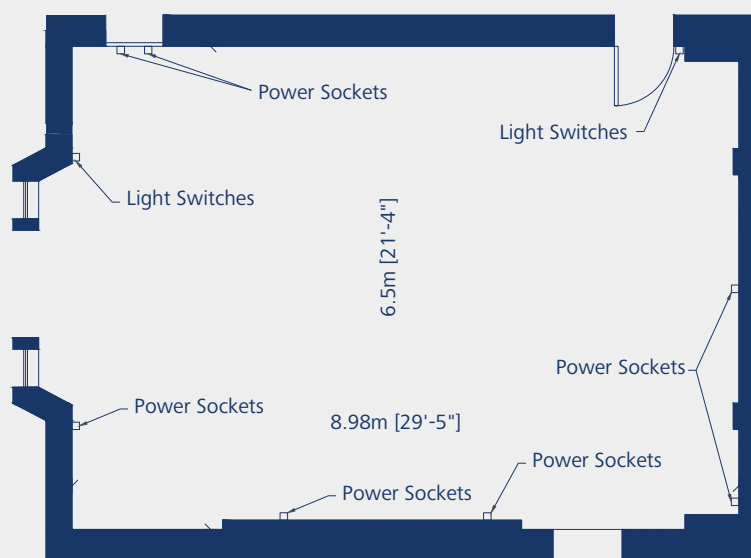 Power Sockets
Light Switches
Light Switches
6.5m [21'-4"]
Power Sockets
Power Sockets
8.98m [29'-5"]
Power Sockets
Power Sockets